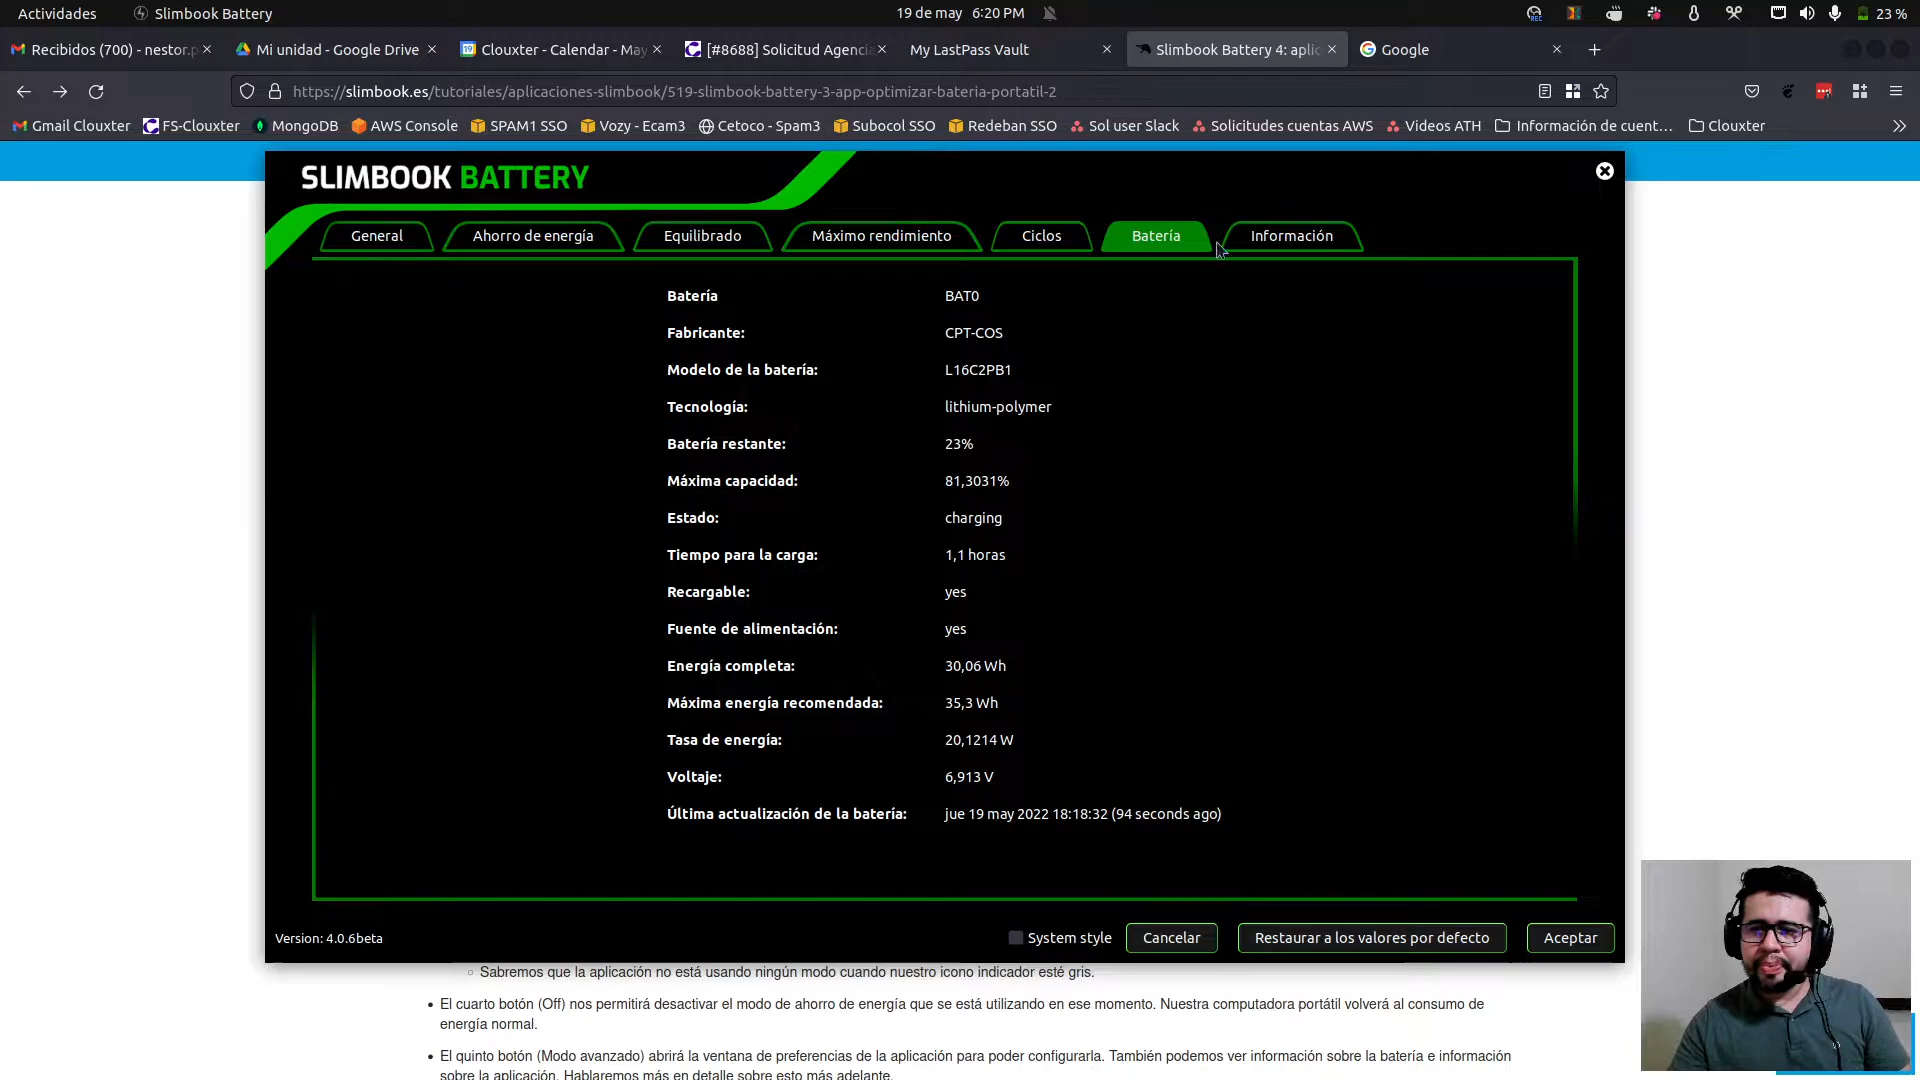 Actividades
Slimbook Battery
19 de may 6:20 PM
23 %
Recibidos (700) - nestor.p
Mi unidad - Google Drive
Clouxter - Calendar - May
[#8688] Solicitud Agencia
My LastPass Vault
Slimbook Battery 4: aplic
Google
https://slimbook.es/tutoriales/aplicaciones-slimbook/519-slimbook-battery-3-app-optimizar-bateria-portatil-2
Gmail Clouxter
FS-Clouxter
MongoDB
AWS Console
SPAM1 SSO
Vozy - Ecam3
Cetoco - Spam3
Subocol SSO
Redeban SSO
Sol user Slack
Solicitudes cuentas AWS
Videos ATH
Información de cuent…
Clouxter
SLIMBOOK BATTERY
General
Ahorro de energía
Equilibrado
Máximo rendimiento
Ciclos
Batería
Información
Batería BAT0
Fabricante: CPT-COS
Modelo de la batería: L16C2PB1
Tecnología: lithium-polymer
Batería restante: 23%
Máxima capacidad: 81,3031%
Estado: charging
Tiempo para la carga: 1,1 horas
Recargable: yes
Fuente de alimentación: yes
Energía completa: 30,06 Wh
Máxima energía recomendada: 35,3 Wh
Tasa de energía: 20,1214 W
Voltaje: 6,913 V
Última actualización de la batería: jue 19 may 2022 18:18:32 (94 seconds ago)
Version: 4.0.6beta
System style
Cancelar
Restaurar a los valores por defecto
Aceptar
Sabremos que la aplicación no está usando ningún modo cuando nuestro icono indicador esté gris.
El cuarto botón (Off) nos permitirá desactivar el modo de ahorro de energía que se está utilizando en ese momento. Nuestra computadora portátil volverá al consumo de
energía normal.
El quinto botón (Modo avanzado) abrirá la ventana de preferencias de la aplicación para poder configurarla. También podemos ver información sobre la batería e información
sobre la aplicación. Hablaremos más en detalle sobre esto más adelante.